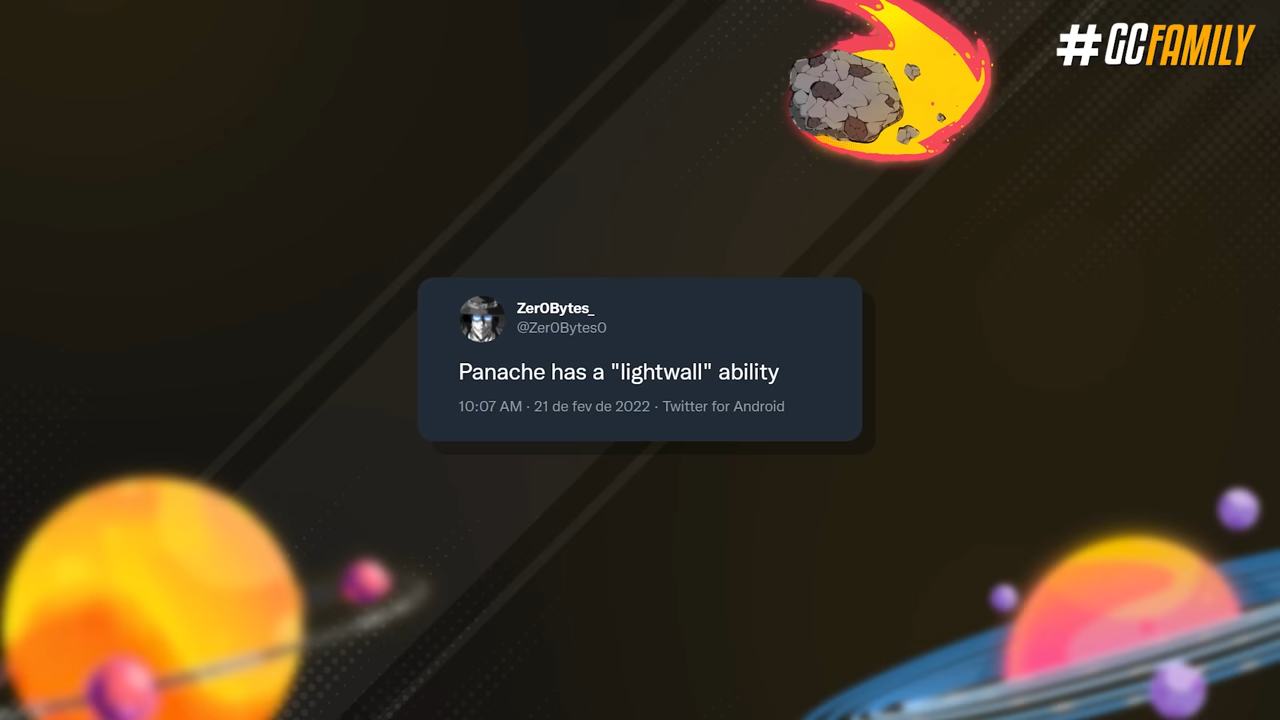 #GCFAMILY
Zer0Bytes_
@Zer0Bytes0
Panache has a "lightwall" ability
10:07 AM · 21 de fev de 2022 · Twitter for Android